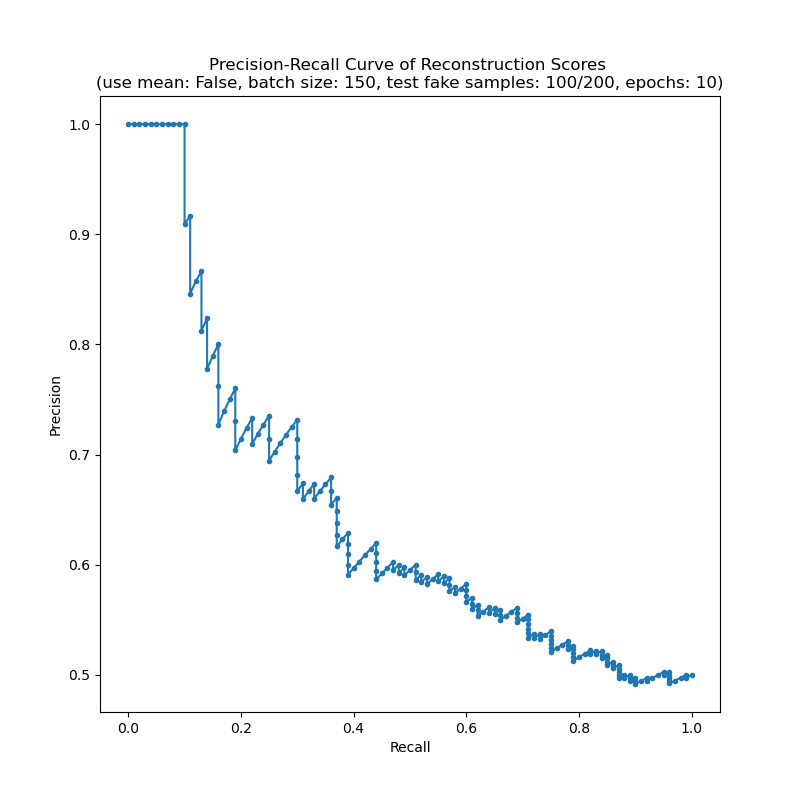 Precision-Recall Curve of Reconstruction Scores
(use mean: False, batch size: 150, test fake samples: 100/200, epochs: 10)
1.0
0.9
0.8
0.7
0.6
0.5
Precision
0.0 0.2 0.4 0.6 0.8 1.0
Recall